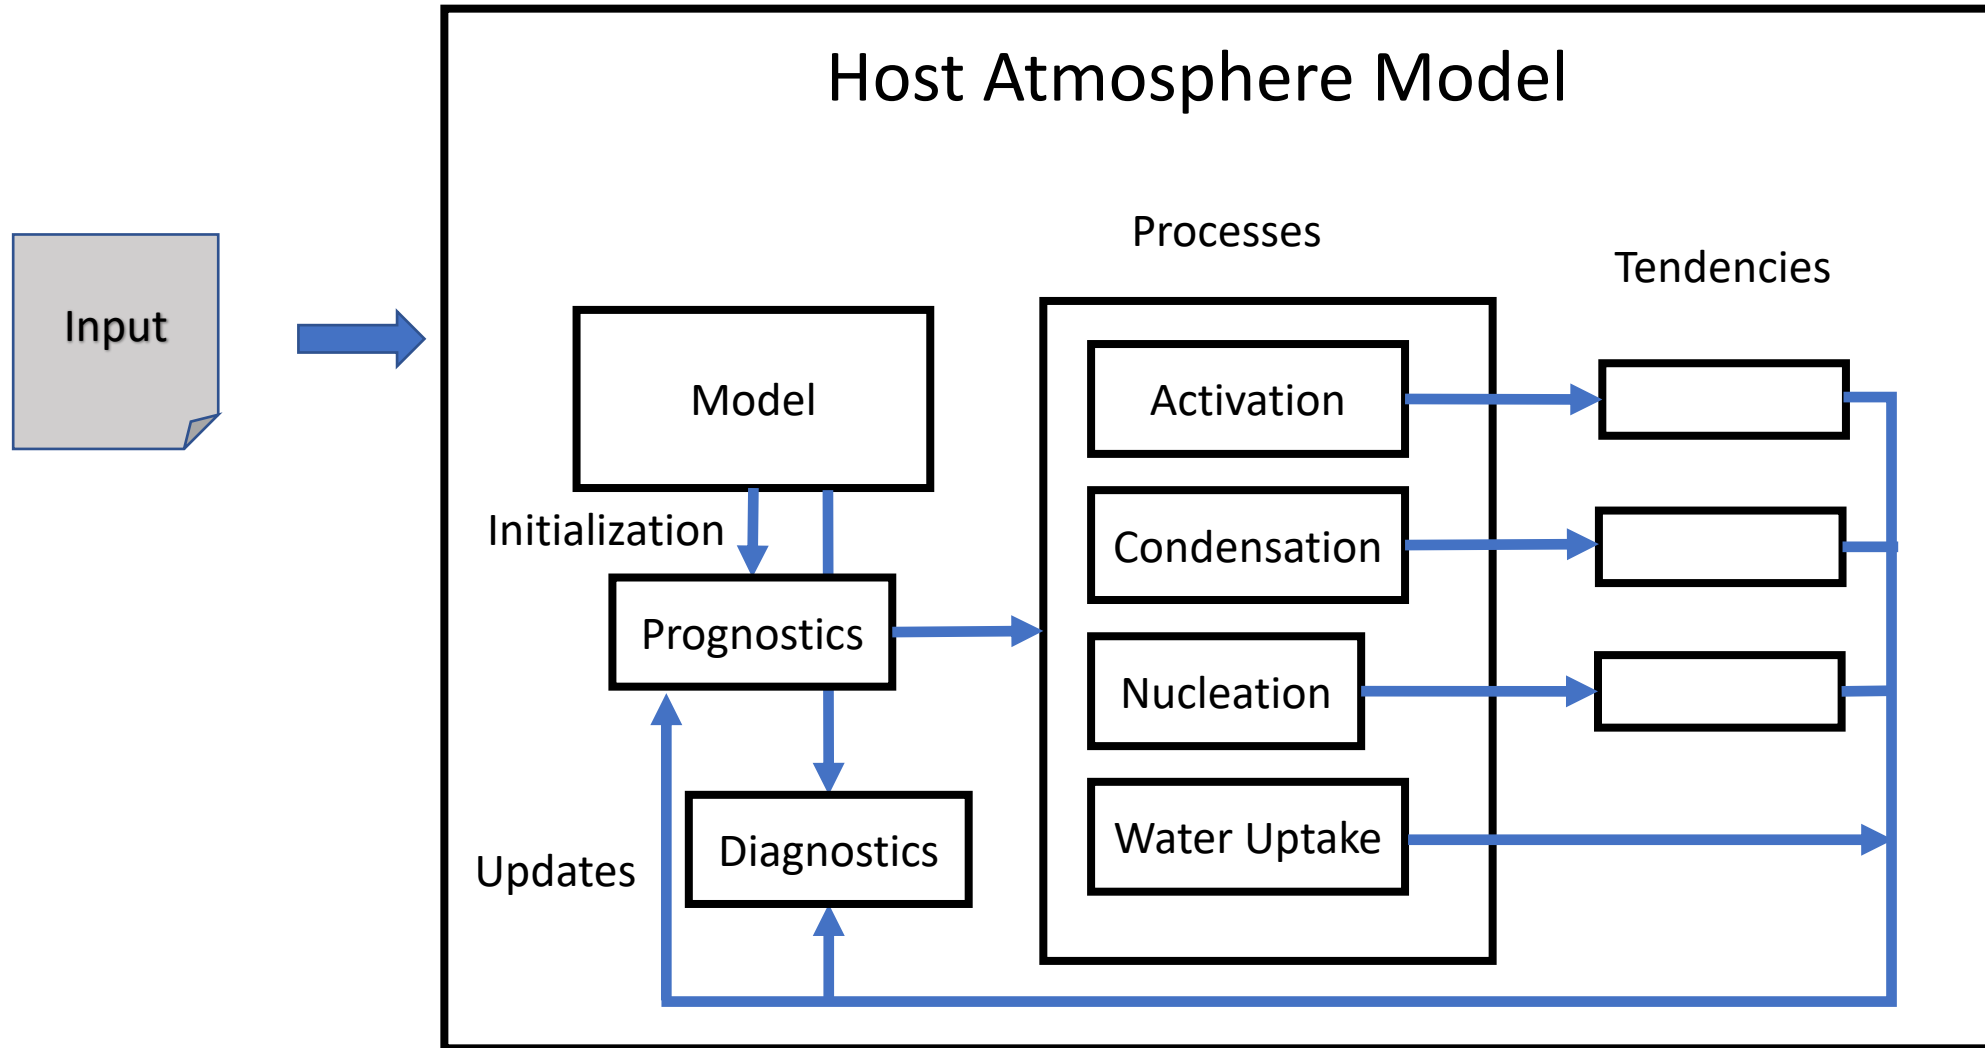 Host Atmosphere Model
Input
Processes
Tendencies
Model
Activation
Initialization
Condensation
Prognostics
Nucleation
Water Uptake
Diagnostics
Updates